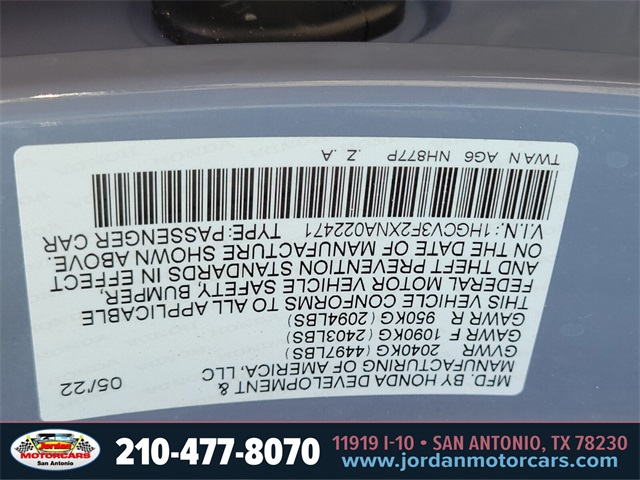 MFD. BY HONDA DEVELOPMENT &
MANUFACTURING OF AMERICA, LLC 05/22
GVWR 2040KG (4497LBS)
GAWR F 1090KG (2403LBS)
GAWR R 950KG (2094LBS)
THIS VEHICLE CONFORMS TO ALL APPLICABLE
FEDERAL MOTOR VEHICLE SAFETY, BUMPER,
AND THEFT PREVENTION STANDARDS IN EFFECT
ON THE DATE OF MANUFACTURE SHOWN ABOVE.
V.I.N.:1HGCV3F2XNA022471 TYPE:PASSENGER CAR
TWAN AG6 NH877P .Z .A
Jordan
MOTORCARS
San Antonio
210-477-8070
11919 I-10 • SAN ANTONIO, TX 78230
www.jordanmotorcars.com